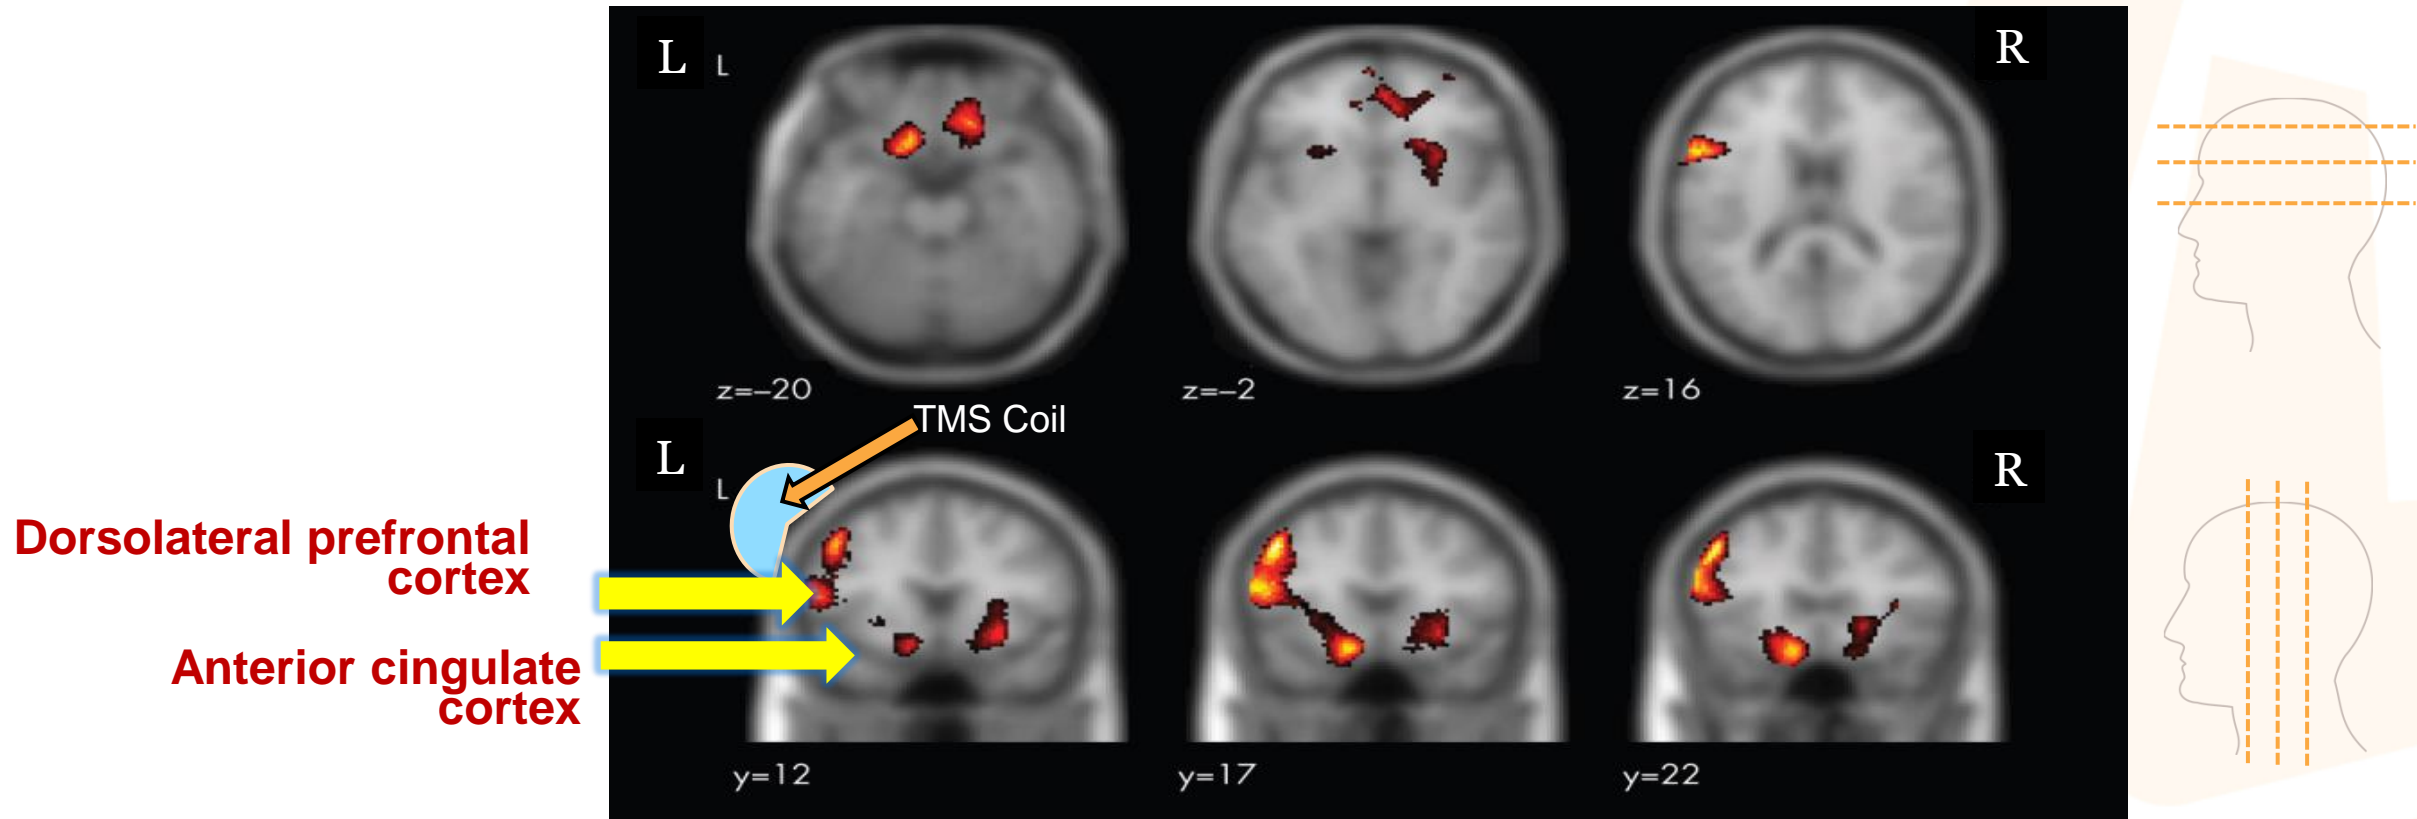 L
L
R
z=–20
z=–2
z=16
TMS Coil
L
L
R
Dorsolateral prefrontal
cortex
Anterior cingulate
cortex
y=12
y=17
y=22